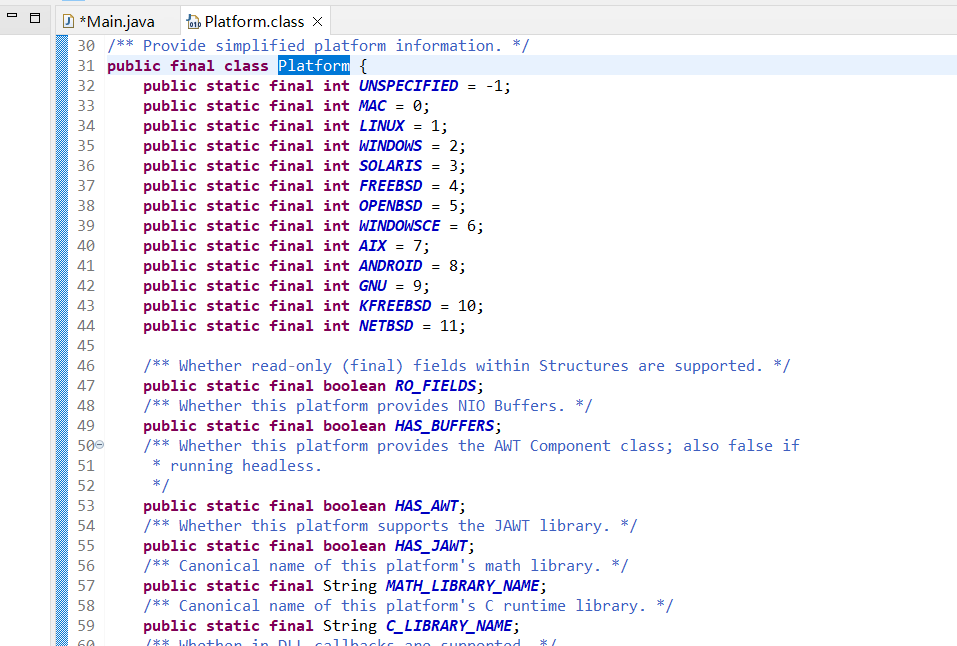 *Main.java Platform.class
30 /** Provide simplified platform information. */
31 public final class Platform {
32 public static final int UNSPECIFIED = -1;
33 public static final int MAC = 0;
34 public static final int LINUX = 1;
35 public static final int WINDOWS = 2;
36 public static final int SOLARIS = 3;
37 public static final int FREEBSD = 4;
38 public static final int OPENBSD = 5;
39 public static final int WINDOWSCE = 6;
40 public static final int AIX = 7;
41 public static final int ANDROID = 8;
42 public static final int GNU = 9;
43 public static final int KFREEBSD = 10;
44 public static final int NETBSD = 11;
45
46 /** Whether read-only (final) fields within Structures are supported. */
47 public static final boolean RO_FIELDS;
48 /** Whether this platform provides NIO Buffers. */
49 public static final boolean HAS_BUFFERS;
50 /** Whether this platform provides the AWT Component class; also false if
51 * running headless.
52 */
53 public static final boolean HAS_AWT;
54 /** Whether this platform supports the JAWT library. */
55 public static final boolean HAS_JAWT;
56 /** Canonical name of this platform's math library. */
57 public static final String MATH_LIBRARY_NAME;
58 /** Canonical name of this platform's C runtime library. */
59 public static final String C_LIBRARY_NAME;
60 /** Whether in-DLL callbacks are supported. */